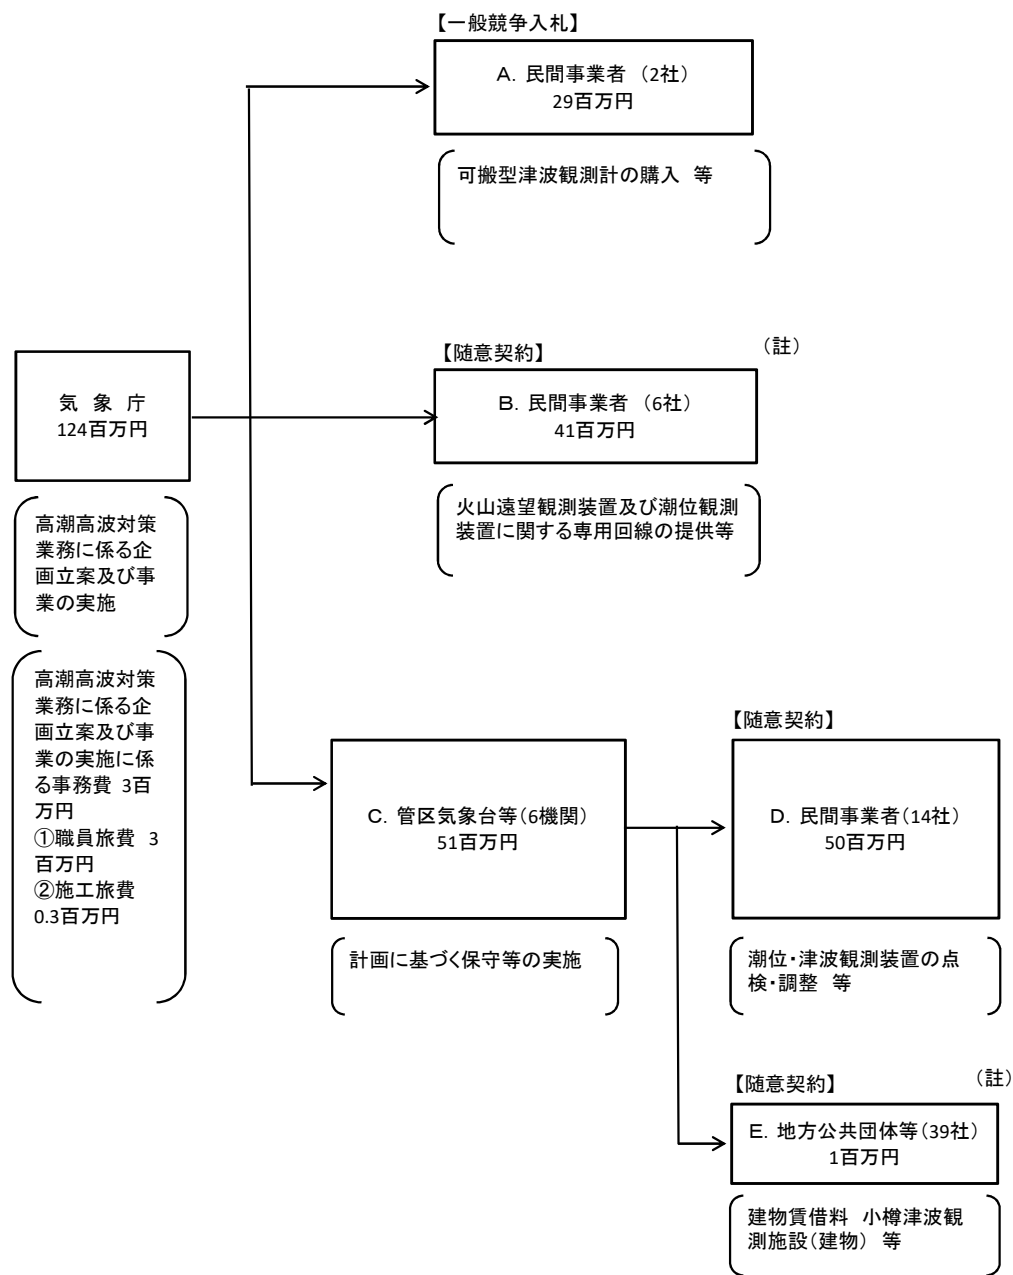 【一般競争入札】
A. 民間事業者 （2社）
29百万円
可搬型津波観測計の購入 等
【随意契約】
（註）
B. 民間事業者 （6社）
41百万円
火山遠望観測装置及び潮位観測
装置に関する専用回線の提供等
気 象 庁
124百万円
高潮高波対策
業務に係る企
画立案及び事
業の実施
高潮高波対策
業務に係る企
画立案及び事
業の実施に係
る事務費 3百
万円
①職員旅費 3
百万円
②施工旅費
0.3百万円
C. 管区気象台等（6機関）
51百万円
計画に基づく保守等の実施
【随意契約】
D. 民間事業者（14社）
50百万円
潮位・津波観測装置の点
検・調整 等
【随意契約】
（註）
E. 地方公共団体等（39社）
1百万円
建物賃借料 小樽津波観
測施設（建物） 等